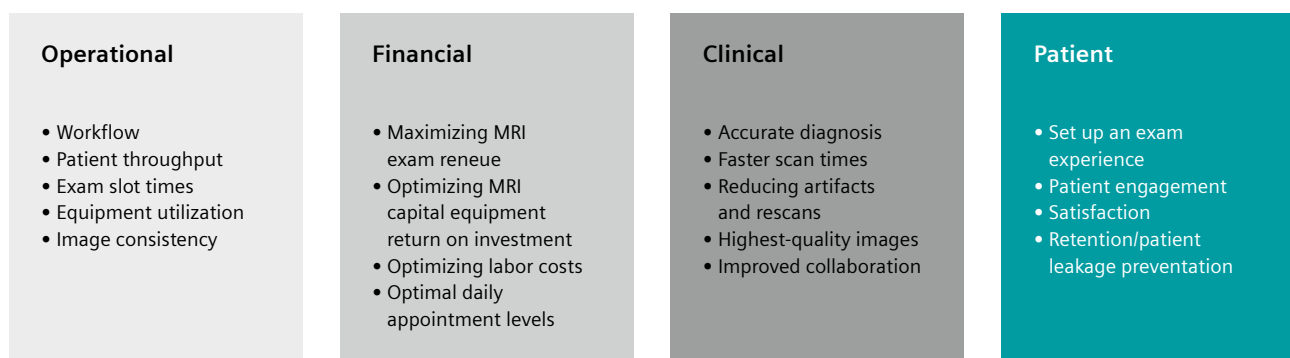 Operational
• Workflow
• Patient throughput
• Exam slot times
• Equipment utilization
• Image consistency
Financial
• Maximizing MRI
exam reneue
• Optimizing MRI
capital equipment
return on investment
• Optimizing labor costs
• Optimal daily
appointment levels
Clinical
• Accurate diagnosis
• Faster scan times
• Reducing artifacts
and rescans
• Highest-quality images
• Improved collaboration
Patient
• Set up an exam
experience
• Patient engagement
• Satisfaction
• Retention/patient
leakage preventation